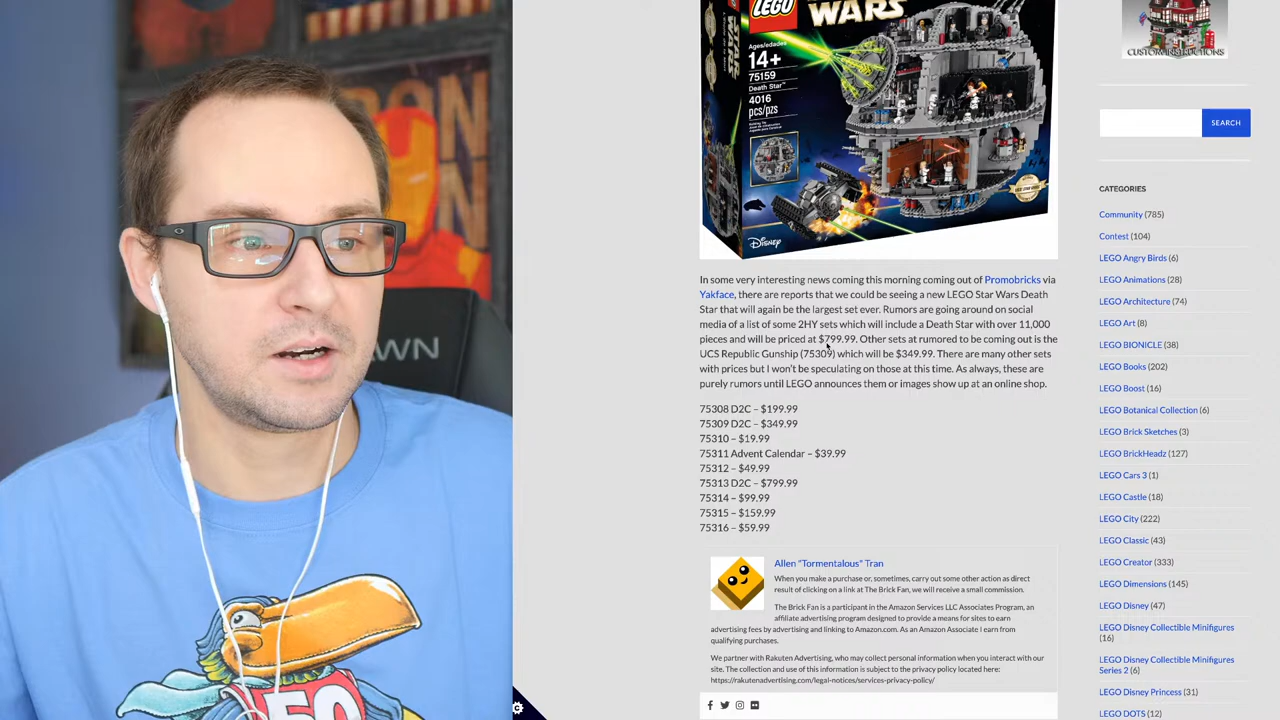 LEGO
WARS
STAR WARS
Ages/edades
14+
75159
Death Star
4016
pcs/pzs
Disney
CUSTOMINSTRUCTIONS
SEARCH
In some very interesting news coming this morning coming out of Promobricks via
Yakface, there are reports that we could be seeing a new LEGO Star Wars Death
Star that will again be the largest set ever. Rumors are going around on social
media of a list of some 2HY sets which will include a Death Star with over 11,000
pieces and will be priced at $799.99. Other sets at rumored to be coming out is the
UCS Republic Gunship (75309) which will be $349.99. There are many other sets
with prices but I won't be speculating on those at this time. As always, these are
purely rumors until LEGO announces them or images show up at an online shop.
75308 D2C – $199.99
75309 D2C – $349.99
75310 – $19.99
75311 Advent Calendar – $39.99
75312 – $49.99
75313 D2C – $799.99
75314 – $99.99
75315 – $159.99
75316 – $59.99
Allen "Tormentalous" Tran
When you make a purchase or, sometimes, carry out some other action as direct
result of clicking on a link at The Brick Fan, we will receive a small commission.
The Brick Fan is a participant in the Amazon Services LLC Associates Program, an
affiliate advertising program designed to provide a means for sites to earn
advertising fees by advertising and linking to Amazon.com. As an Amazon Associate I earn from
qualifying purchases.
We partner with Rakuten Advertising, who may collect personal information when you interact with our
site. The collection and use of this information is subject to the privacy policy located here:
https://rakutenadvertising.com/legal-notices/services-privacy-policy/
CATEGORIES
Community (785)
Contest (104)
LEGO Angry Birds (6)
LEGO Animations (28)
LEGO Architecture (74)
LEGO Art (8)
LEGO BIONICLE (38)
LEGO Books (202)
LEGO Boost (16)
LEGO Botanical Collection (6)
LEGO Brick Sketches (3)
LEGO BrickHeadz (127)
LEGO Cars 3 (1)
LEGO Castle (18)
LEGO City (222)
LEGO Classic (43)
LEGO Creator (333)
LEGO Dimensions (145)
LEGO Disney (47)
LEGO Disney Collectible Minifigures
(16)
LEGO Disney Collectible Minifigures
Series 2 (6)
LEGO Disney Princess (31)
LEGO DOTS (12)
AWN
50